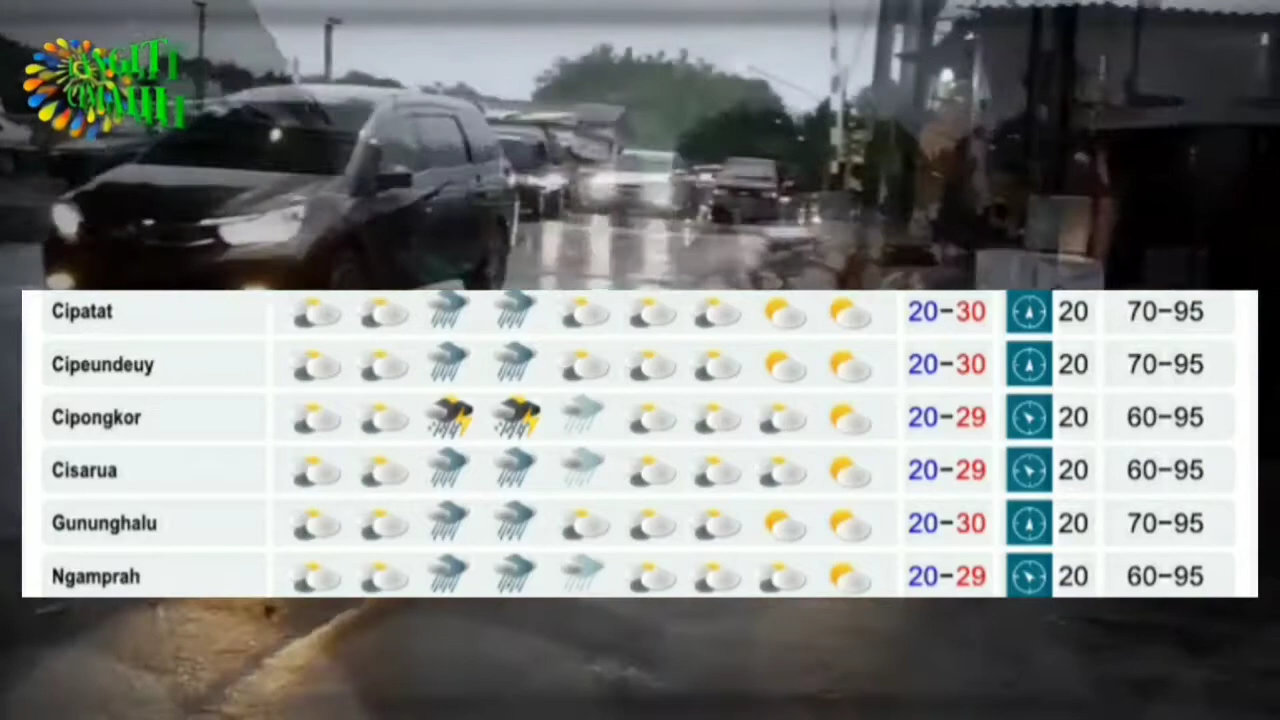 Cipatat 20-30 20 70-95
Cipeundeuy 20-30 20 70-95
Cipongkor 20-29 20 60-95
Cisarua 20-29 20 60-95
Gununghalu 20-30 20 70-95
Ngamprah 20-29 20 60-95